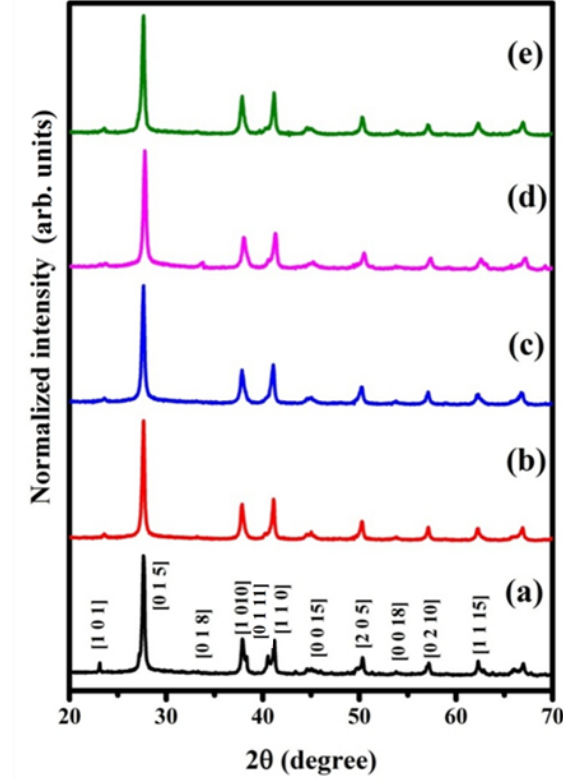 (e)
(d)
(c)
(b)
(a)
Normalized intensity (arb. units)
[1 0 1]
[0 1 5]
[0 1 8]
[1 010]
[0 1 11]
[1 1 0]
[0 0 15]
[2 0 5]
[0 0 18]
[0 2 10]
[1 1 15]
20 30 40 50 60 70
2θ (degree)